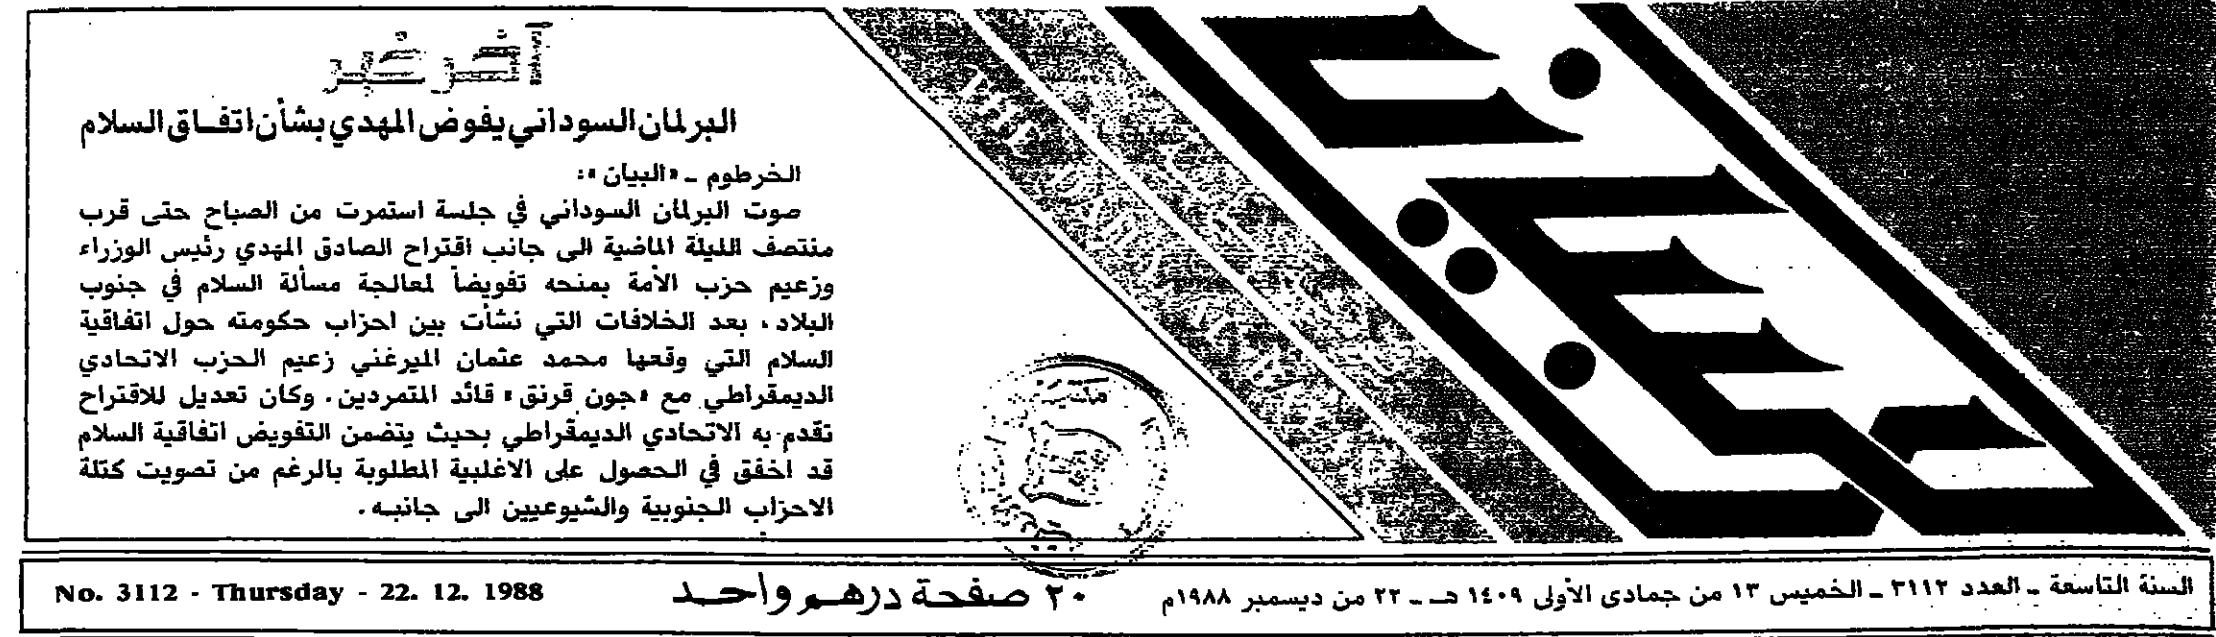 البيان
آخر خبر
البرلمان السوداني يفوض المهدي بشأن اتفاق السلام
الخرطوم ـ «البيان»:
صوت البرلمان السوداني في جلسة استمرت من الصباح حتى قرب
منتصف الليلة الماضية الى جانب اقتراح الصادق المهدي رئيس الوزراء
وزعيم حزب الأمة بمنحه تفويضاً لمعالجة مسألة السلام في جنوب
البلاد، بعد الخلافات التي نشأت بين احزاب حكومته حول اتفاقية
السلام التي وقعها محمد عثمان الميرغني زعيم الحزب الاتحادي
الديمقراطي مع «جون قرنق» قائد المتمردين. وكان تعديل للاقتراح
تقدم به الاتحادي الديمقراطي بحيث يتضمن التفويض اتفاقية السلام
قد اخفق في الحصول على الاغلبية المطلوبة بالرغم من تصويت كتلة
الاحزاب الجنوبية والشيوعيين الى جانبه.
السنة التاسعة ـ العدد ٣١١٢ ـ الخميس ١٣ من جمادى الأولى ١٤٠٩ هـ ـ ٢٢ من ديسمبر ١٩٨٨م
٢٠ صفحة درهم واحد
No. 3112 - Thursday - 22. 12. 1988